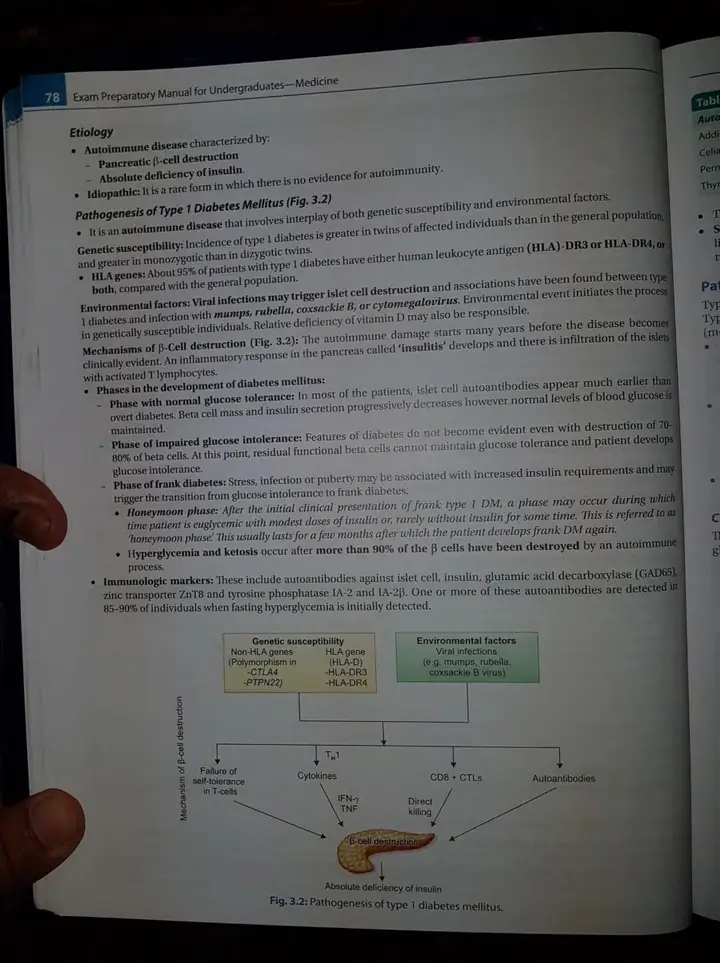 78 Exam Preparatory Manual for Undergraduates—Medicine
Etiology
• Autoimmune disease characterized by:
– Pancreatic β-cell destruction
– Absolute deficiency of insulin.
• Idiopathic: It is a rare form in which there is no evidence for autoimmunity.
Pathogenesis of Type 1 Diabetes Mellitus (Fig. 3.2)
• It is an autoimmune disease that involves interplay of both genetic susceptibility and environmental factors.
Genetic susceptibility: Incidence of type 1 diabetes is greater in twins of affected individuals than in the general population,
and greater in monozygotic than in dizygotic twins.
• HLA genes: About 95% of patients with type 1 diabetes have either human leukocyte antigen (HLA)-DR3 or HLA-DR4, or
both, compared with the general population.
Environmental factors: Viral infections may trigger islet cell destruction and associations have been found between type
1 diabetes and infection with mumps, rubella, coxsackie B, or cytomegalovirus. Environmental event initiates the process
in genetically susceptible individuals. Relative deficiency of vitamin D may also be responsible.
Mechanisms of β-Cell destruction (Fig. 3.2): The autoimmune damage starts many years before the disease becomes
clinically evident. An inflammatory response in the pancreas called ‘insulitis’ develops and there is infiltration of the islets
with activated T lymphocytes.
• Phases in the development of diabetes mellitus:
– Phase with normal glucose tolerance: In most of the patients, islet cell autoantibodies appear much earlier than
overt diabetes. Beta cell mass and insulin secretion progressively decreases however normal levels of blood glucose is
maintained.
– Phase of impaired glucose intolerance: Features of diabetes do not become evident even with destruction of 70-
80% of beta cells. At this point, residual functional beta cells cannot maintain glucose tolerance and patient develops
glucose intolerance.
– Phase of frank diabetes: Stress, infection or puberty may be associated with increased insulin requirements and may
trigger the transition from glucose intolerance to frank diabetes.
◆ Honeymoon phase: After the initial clinical presentation of frank type 1 DM, a phase may occur during which
time patient is euglycemic with modest doses of insulin or, rarely without insulin for some time. This is referred to as
‘honeymoon phase’. This usually lasts for a few months after which the patient develops frank DM again.
◆ Hyperglycemia and ketosis occur after more than 90% of the β cells have been destroyed by an autoimmune
process.
• Immunologic markers: These include autoantibodies against islet cell, insulin, glutamic acid decarboxylase (GAD65),
zinc transporter ZnT8 and tyrosine phosphatase IA-2 and IA-2β. One or more of these autoantibodies are detected in
85-90% of individuals when fasting hyperglycemia is initially detected.
Genetic susceptibility
Non-HLA genes HLA gene
(Polymorphism in (HLA-D)
-CTLA4 -HLA-DR3
-PTPN22) -HLA-DR4
Environmental factors
Viral infections
(e.g. mumps, rubella,
coxsackie B virus)
Mechanism of β-cell destruction
TH1
Failure of
self-tolerance
in T-cells
Cytokines
CD8 + CTLs
Autoantibodies
IFN-γ
TNF
Direct
killing
β-cell destruction
Absolute deficiency of insulin
Fig. 3.2: Pathogenesis of type 1 diabetes mellitus.
Tabl
Auto
Addi
Celia
Pern
Thyr
Pat
Typ
Typ